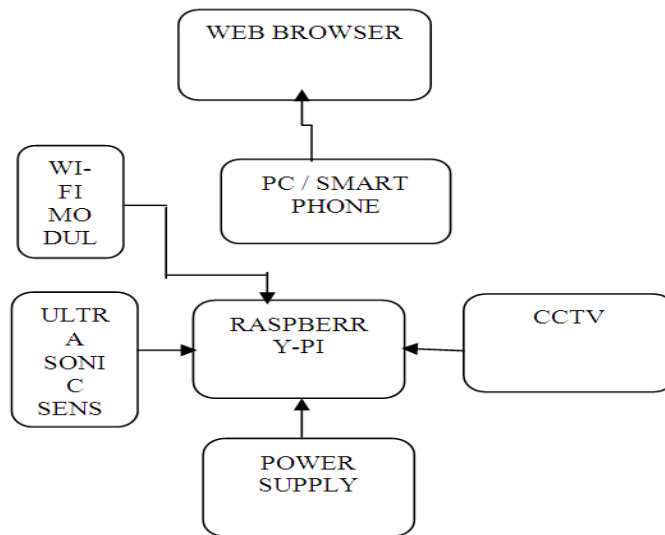 WEB BROWSER
WI-
FI
MO
DUL
PC / SMART
PHONE
ULTR
A
SONI
C
SENS
RASPBERR
Y-PI
CCTV
POWER
SUPPLY